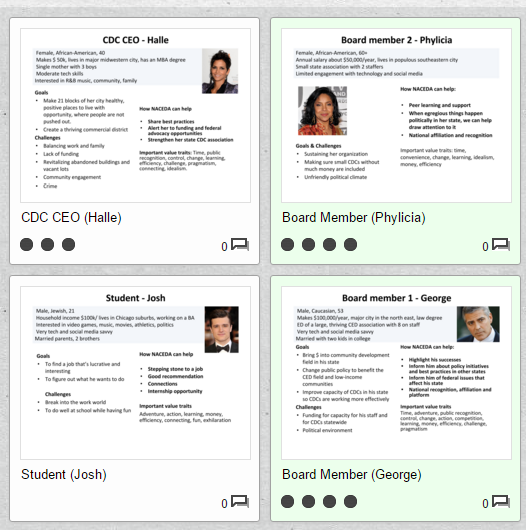 CDC CEO - Halle
Female, African-American, 40
Makes $ 50k, lives in major midwestern city, has an MBA degree
Single mother with 3 boys
Moderate tech skills
Interested in R&B music, community, family
Goals
• Make 21 blocks of her city healthy,
positive places to live with
opportunity, where people are not
pushed out.
• Create a thriving commercial district
Challenges
• Balancing work and family
• Lack of funding
• Revitalizing abandoned buildings and
vacant lots
• Community engagement
• Crime
How NACEDA can help
• Share best practices
• Alert her to funding and federal
advocacy opportunities
• Strengthen her state CDC association
Important value traits: Time, public
recognition, control, change, learning,
efficiency, challenge, pragmatism,
connecting, idealism.
CDC CEO (Halle)
0
Board member 2 - Phylicia
Female, African-American, 60+
Annual salary about $50,000/year, lives in populous southeastern city
Small state association with 2 staffers
Limited engagement with technology and social media
Goals & Challenges
• Sustaining her organization
• Making sure small CDCs without
much money are included
• Unfriendly political climate
How NACEDA can help:
• Peer learning and support
• When egregious things happen
politically in her state, we can help
draw attention to it
• National affiliation and recognition
Important value traits: time,
convenience, change, learning, idealism,
money, efficiency
Board Member (Phylicia)
0
Student - Josh
Male, Jewish, 21
Household income $100k/ lives in Chicago suburbs, working on a BA
Interested in video games, music, movies, athletics, politics
Very tech and social media savvy
Married parents, 2 brothers
Goals
• To find a job that's lucrative and
interesting
• To figure out what he wants to do
Challenges
• Break into the work world
• To do well at school while having fun
How NACEDA can help
• Stepping stone to a job
• Good recommendation
• Connections
• Internship opportunity
Important value traits
Adventure, action, learning, money,
efficiency, connecting, fun, exhilaration
Student (Josh)
0
Board member 1 - George
Male, Caucasian, 53
Makes $100,000/year, major city in the north east, low degree
ED of a large, thriving CDC association with 8 on staff
Very tech and social media savvy
Married with two kids in college
Goals
• Bring $ into community development
field in his state
• Change public policy to benefit the
CED field and low-income
communities
• Improve capacity of CDCs in his state
so CDCs are working more effectively
Challenges
• Funding for capacity for his staff and
for CDCs statewide
• Political environment
How NACEDA can help:
• Highlight his successes
• Inform him about policy initiatives
and best practices in other states
• Inform him of federal issues that
affect his state
• National recognition, affiliation and
platform
Important value traits
Time, adventure, public recognition,
control, change, action, competition,
learning, money, efficiency, challenge,
pragmatism
Board Member (George)
0